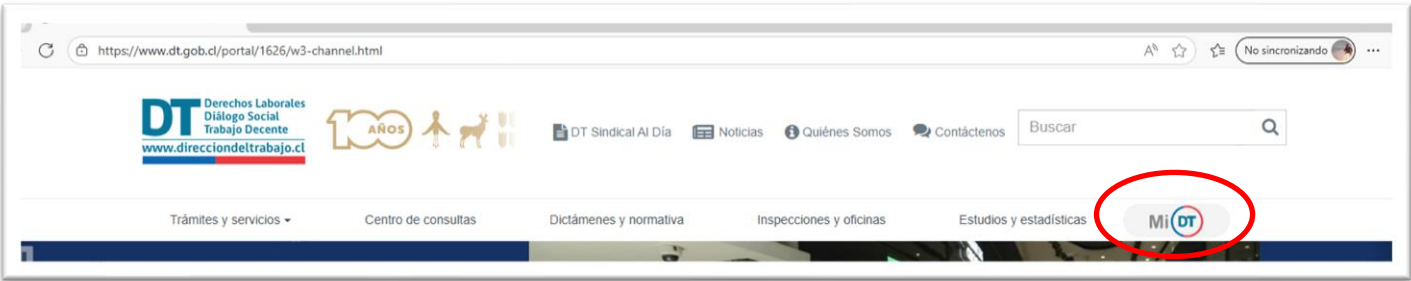 https://www.dt.gob.cl/portal/1626/w3-channel.html
No sincronizando
DT
Derechos Laborales
Diálogo Social
Trabajo Decente
www.direcciondeltrabajo.cl
100 AÑOS
DT Sindical Al Día
Noticias
Quiénes Somos
Contáctenos
Buscar
Trámites y servicios
Centro de consultas
Dictámenes y normativa
Inspecciones y oficinas
Estudios y estadísticas
Mi DT